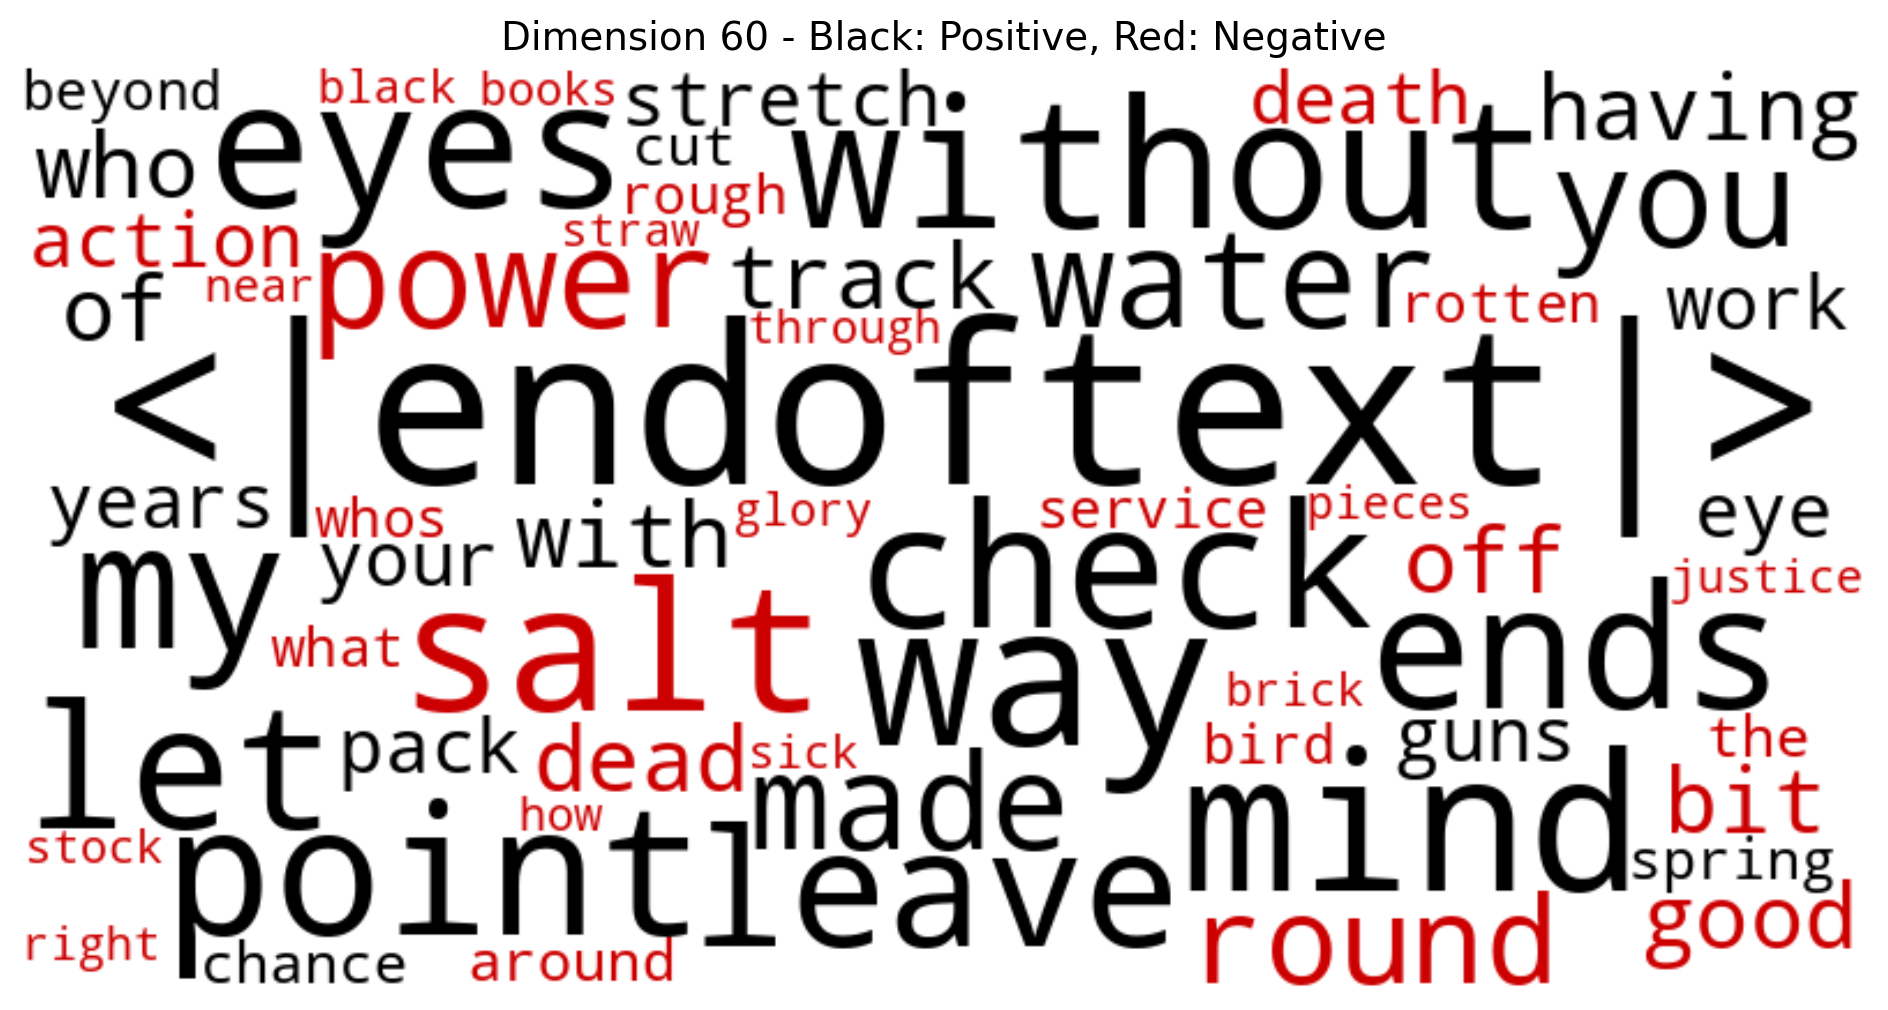 Dimension 60 - Black: Positive, Red: Negative
beyond black books stretch death having
who eyes cut without you
rough
action straw
near power track water rotten work
of through
<|endoftext|>
years whos with glory service pieces eye
my your check off justice
what salt way ends
brick
let pack dead sick bird guns the
how made mind bit
stock point leave spring
right chance around round good